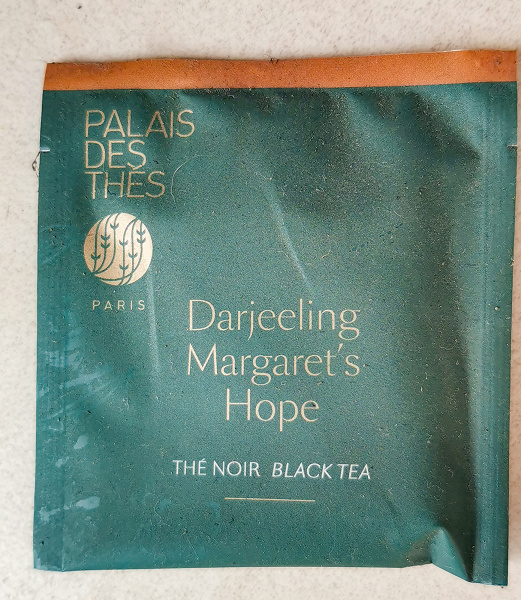 PALAIS
DES
THÉS
PARIS
Darjeeling
Margaret's
Hope
THÉ NOIR BLACK TEA